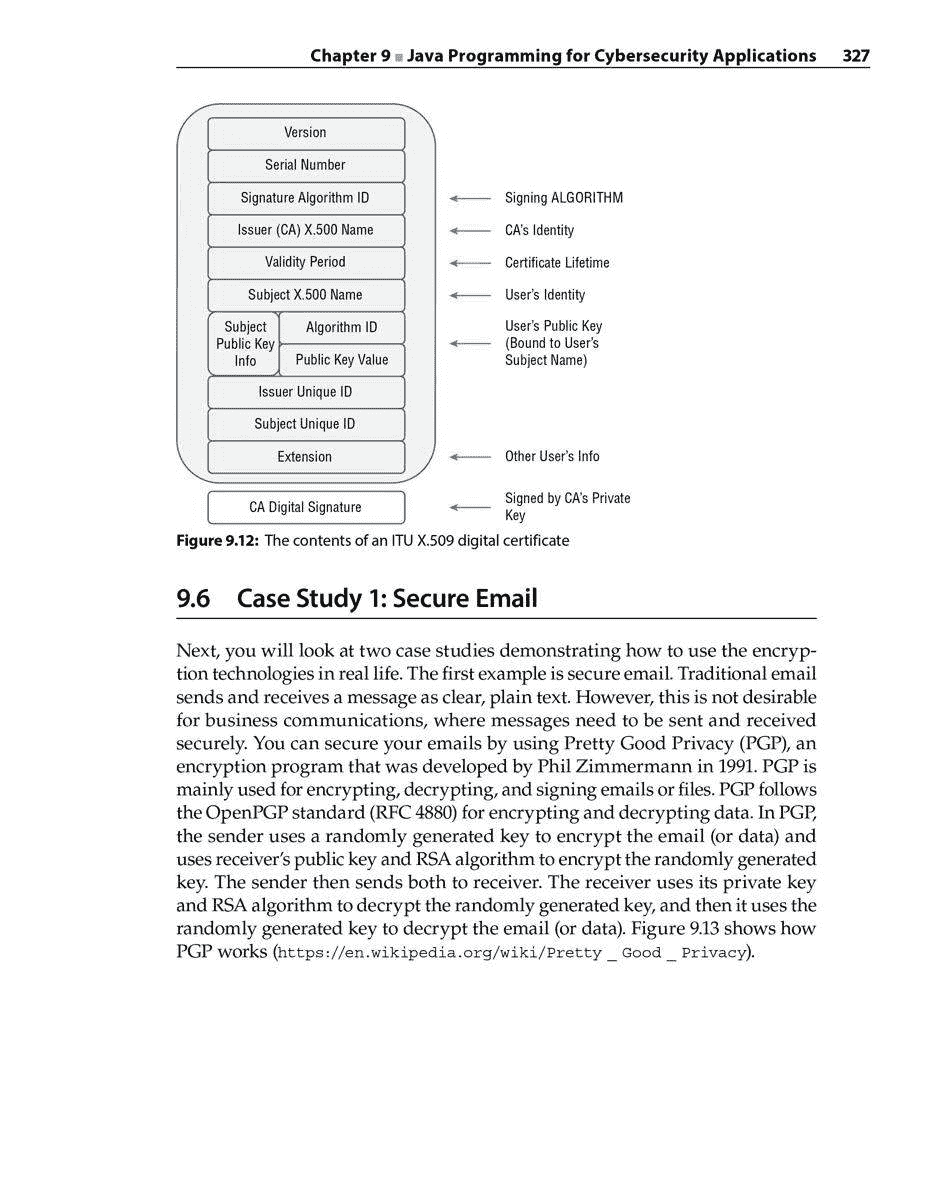 Chapter 9 ■ Java Programming for Cybersecurity Applications 327
Version
Serial Number
Signature Algorithm ID
Signing ALGORITHM
Issuer (CA) X.500 Name
CA's Identity
Validity Period
Certificate Lifetime
Subject X.500 Name
User's Identity
Subject
Public Key
Info
Algorithm ID
Public Key Value
User's Public Key
(Bound to User's
Subject Name)
Issuer Unique ID
Subject Unique ID
Extension
Other User's Info
CA Digital Signature
Signed by CA's Private
Key
Figure 9.12: The contents of an ITU X.509 digital certificate
9.6 Case Study 1: Secure Email
Next, you will look at two case studies demonstrating how to use the encryp-
tion technologies in real life. The first example is secure email. Traditional email
sends and receives a message as clear, plain text. However, this is not desirable
for business communications, where messages need to be sent and received
securely. You can secure your emails by using Pretty Good Privacy (PGP), an
encryption program that was developed by Phil Zimmermann in 1991. PGP is
mainly used for encrypting, decrypting, and signing emails or files. PGP follows
the OpenPGP standard (RFC 4880) for encrypting and decrypting data. In PGP,
the sender uses a randomly generated key to encrypt the email (or data) and
uses receiver's public key and RSA algorithm to encrypt the randomly generated
key. The sender then sends both to receiver. The receiver uses its private key
and RSA algorithm to decrypt the randomly generated key, and then it uses the
randomly generated key to decrypt the email (or data). Figure 9.13 shows how
PGP works (https://en.wikipedia.org/wiki/Pretty _ Good _ Privacy).